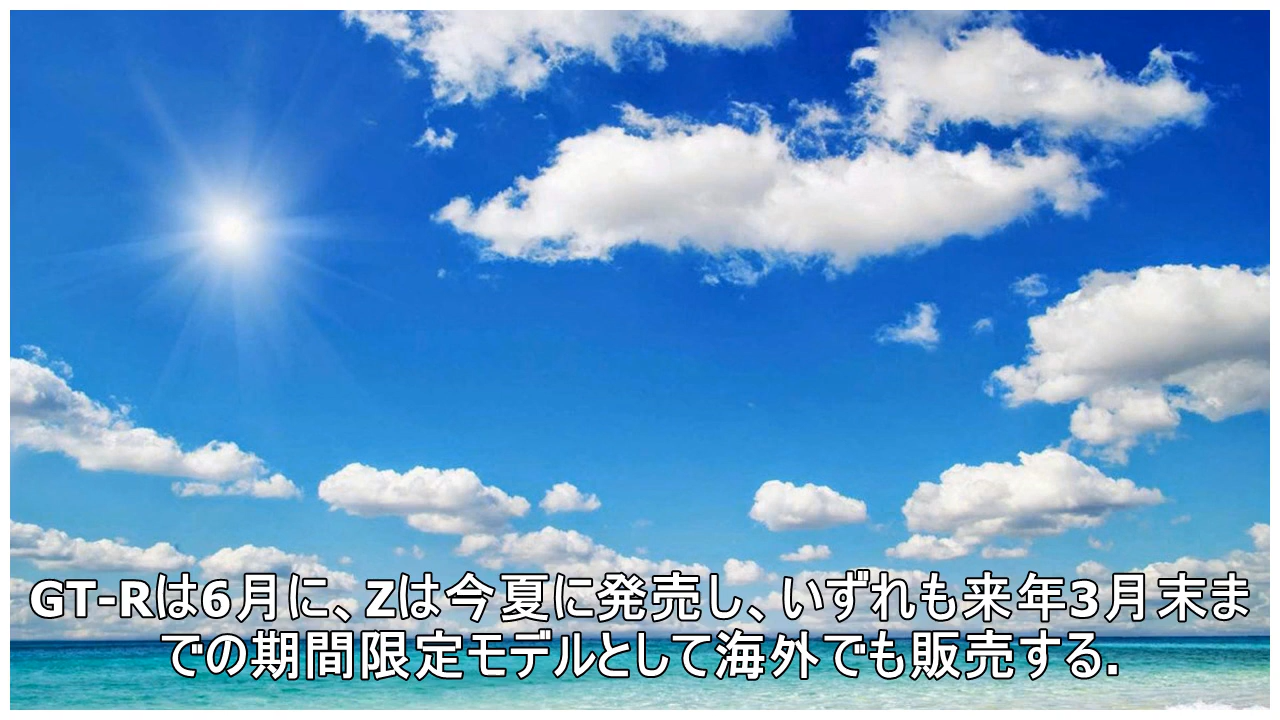 GT-Rは6月に、Zは今夏に発売し、いずれも来年3月末ま
での期間限定モデルとして海外でも販売する.